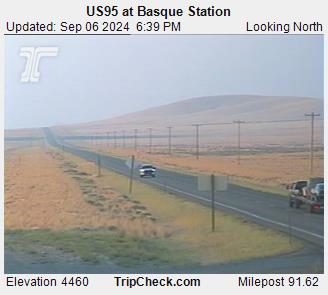 US95 at Basque Station
Updated: Sep 06 2024 6:39 PM Looking North
Elevation 4460 TripCheck.com Milepost 91.62